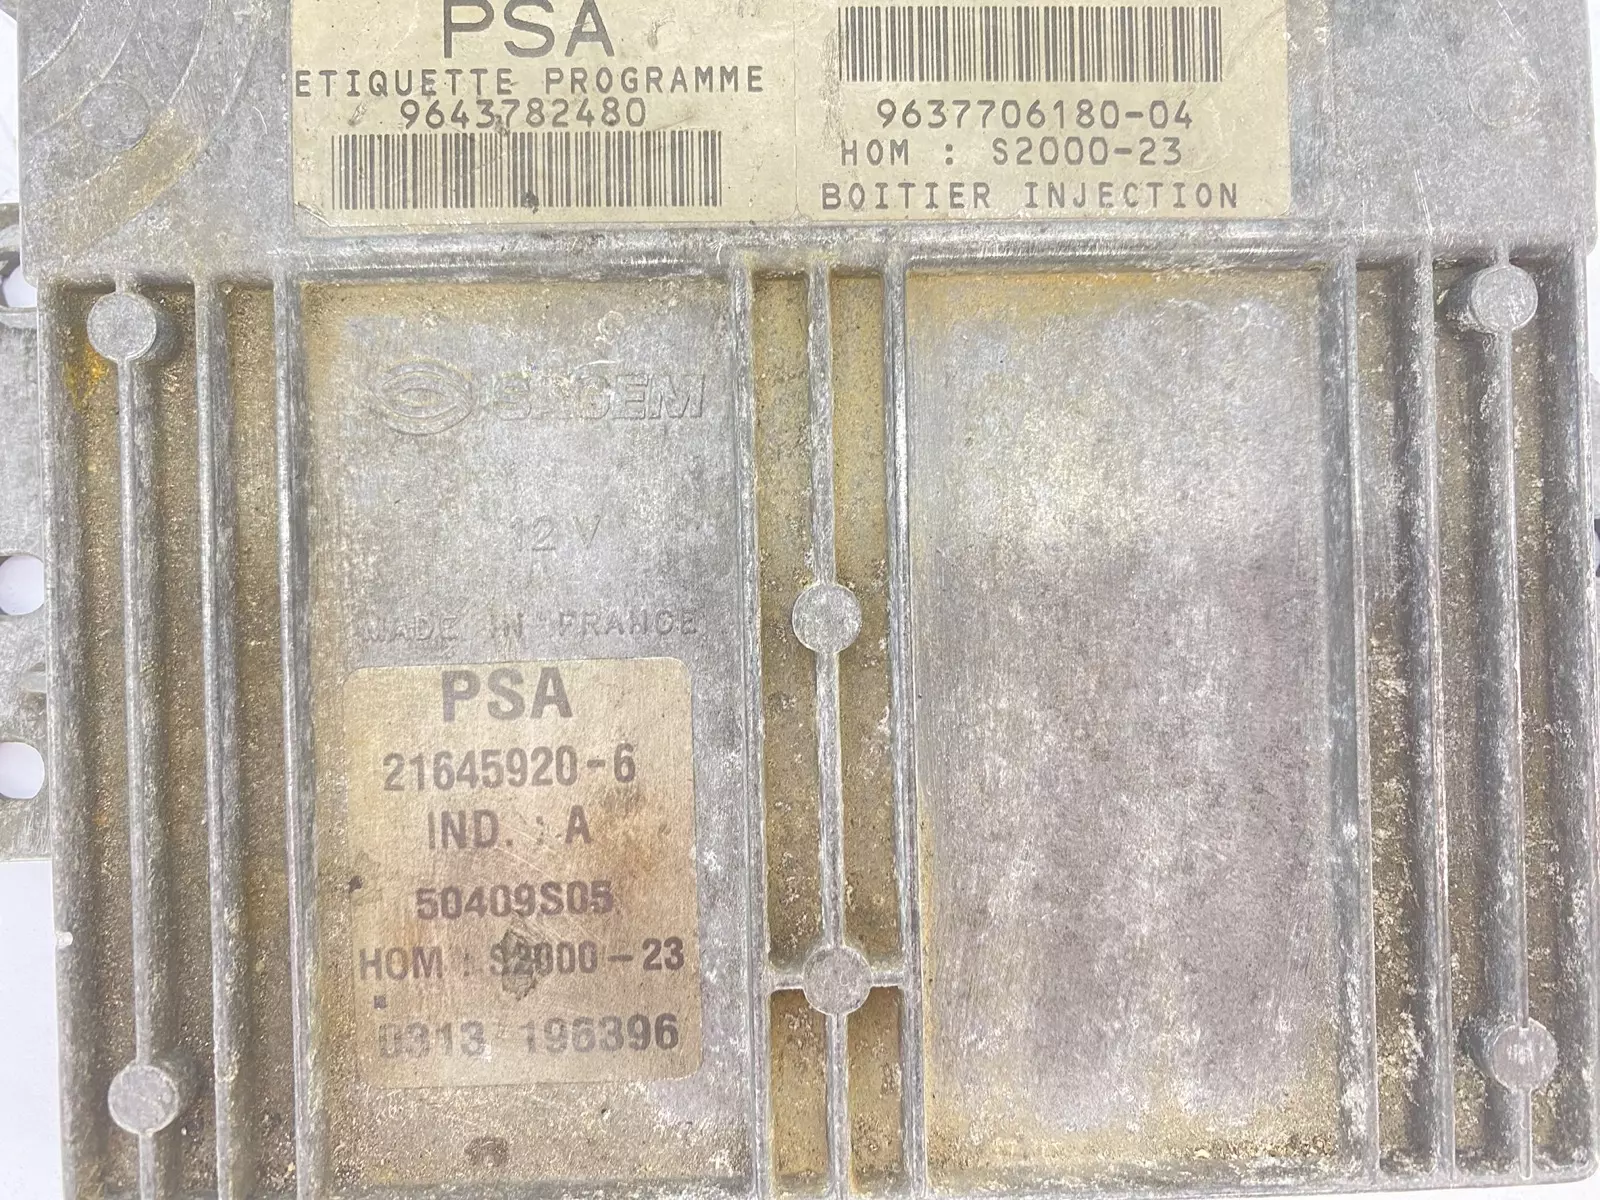 PSA
ETIQUETTE PROGRAMME
9643782480
9637706180-04
HOM : S2000-23
BOITIER INJECTION
SAGEM
12 V
MADE IN FRANCE
PSA
21645920-6
IND. : A
50409S05
HOM : S2000-23
0313 196396